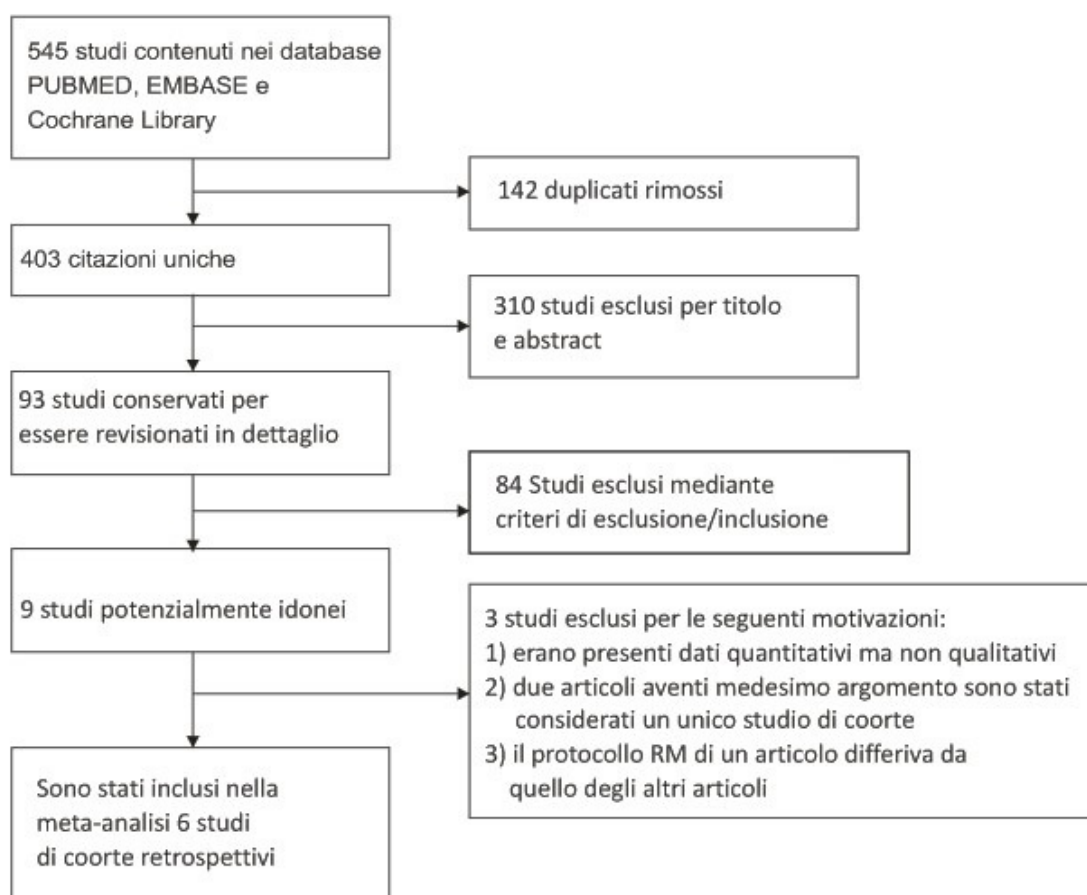 545 studi contenuti nei database
PUBMED, EMBASE e
Cochrane Library
142 duplicati rimossi
403 citazioni uniche
310 studi esclusi per titolo
e abstract
93 studi conservati per
essere revisionati in dettaglio
84 Studi esclusi mediante
criteri di esclusione/inclusione
9 studi potenzialmente idonei
3 studi esclusi per le seguenti motivazioni:
1) erano presenti dati quantitativi ma non qualitativi
2) due articoli aventi medesimo argomento sono stati
considerati un unico studio di coorte
3) il protocollo RM di un articolo differiva da
quello degli altri articoli
Sono stati inclusi nella
meta-analisi 6 studi
di coorte retrospettivi